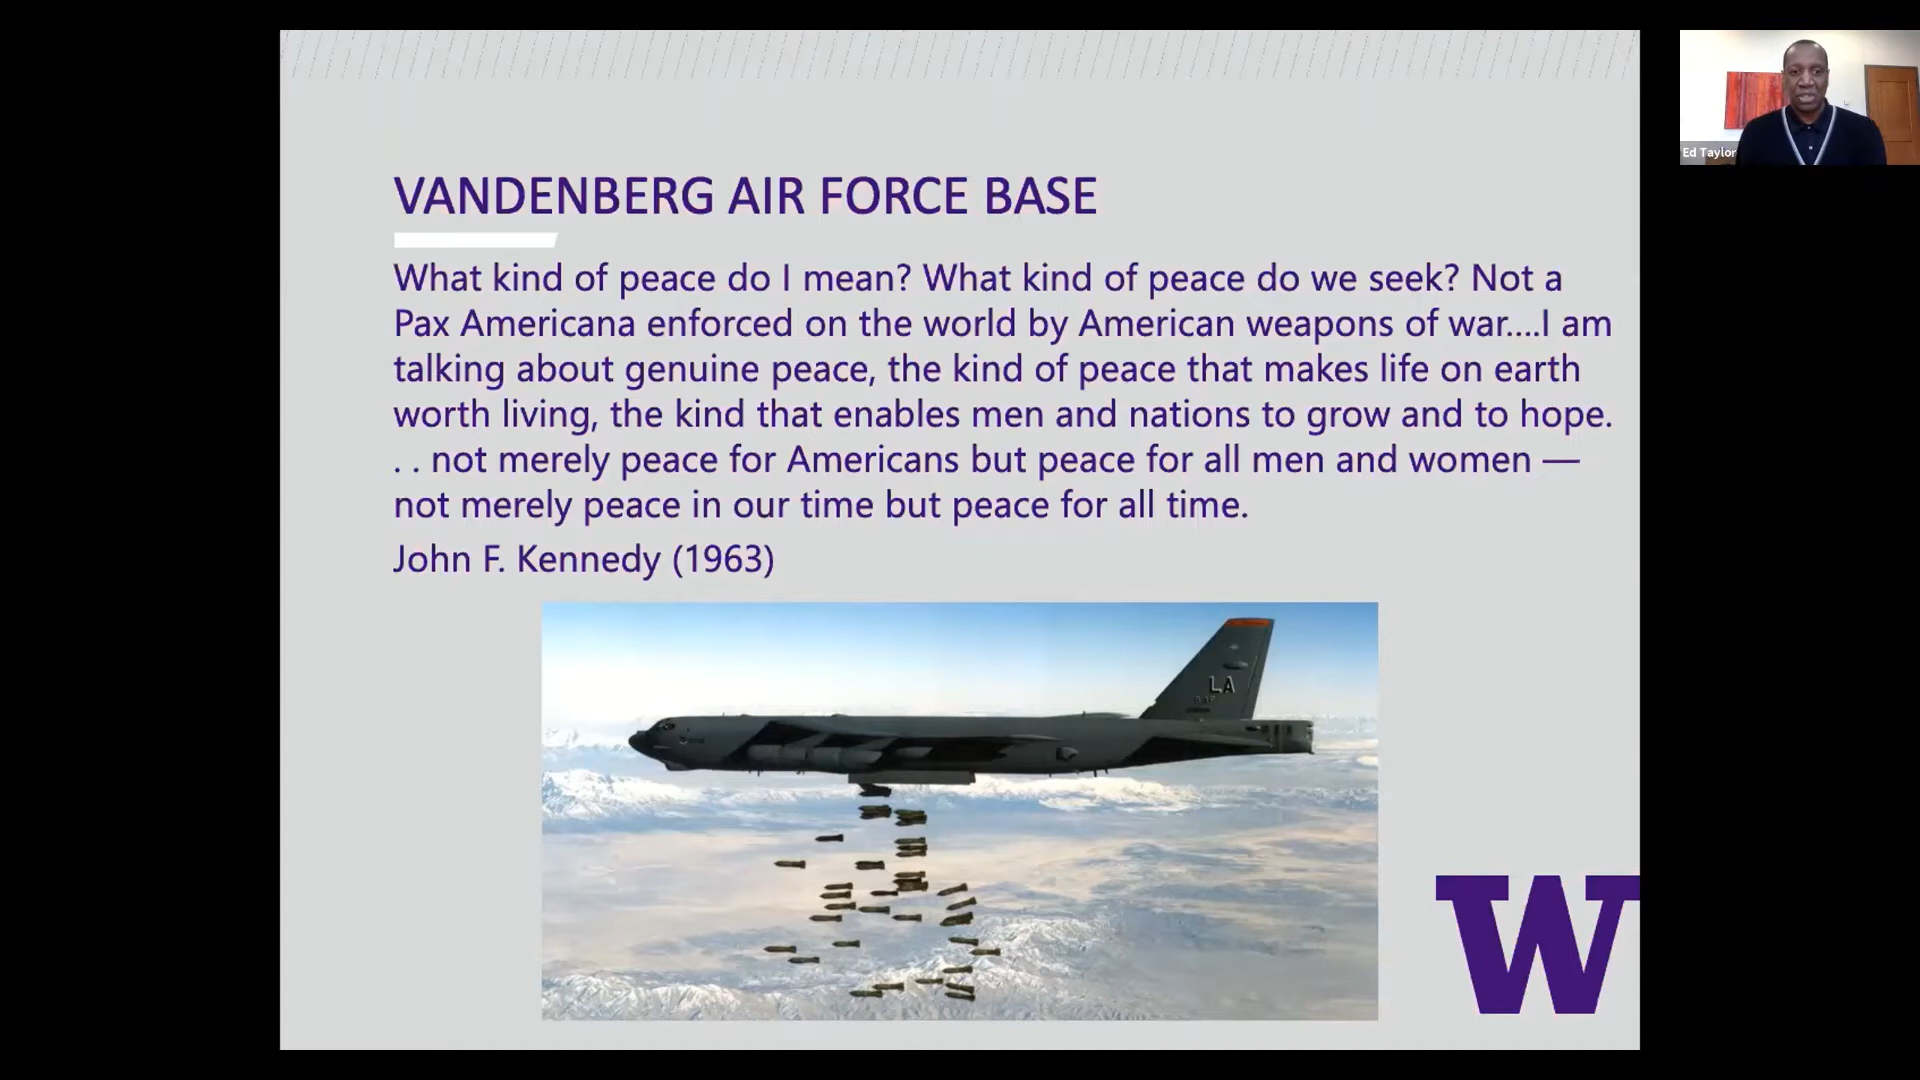 VANDENBERG AIR FORCE BASE
What kind of peace do I mean? What kind of peace do we seek? Not a
Pax Americana enforced on the world by American weapons of war....I am
talking about genuine peace, the kind of peace that makes life on earth
worth living, the kind that enables men and nations to grow and to hope.
. . not merely peace for Americans but peace for all men and women —
not merely peace in our time but peace for all time.
John F. Kennedy (1963)
LA
W
Ed Taylor